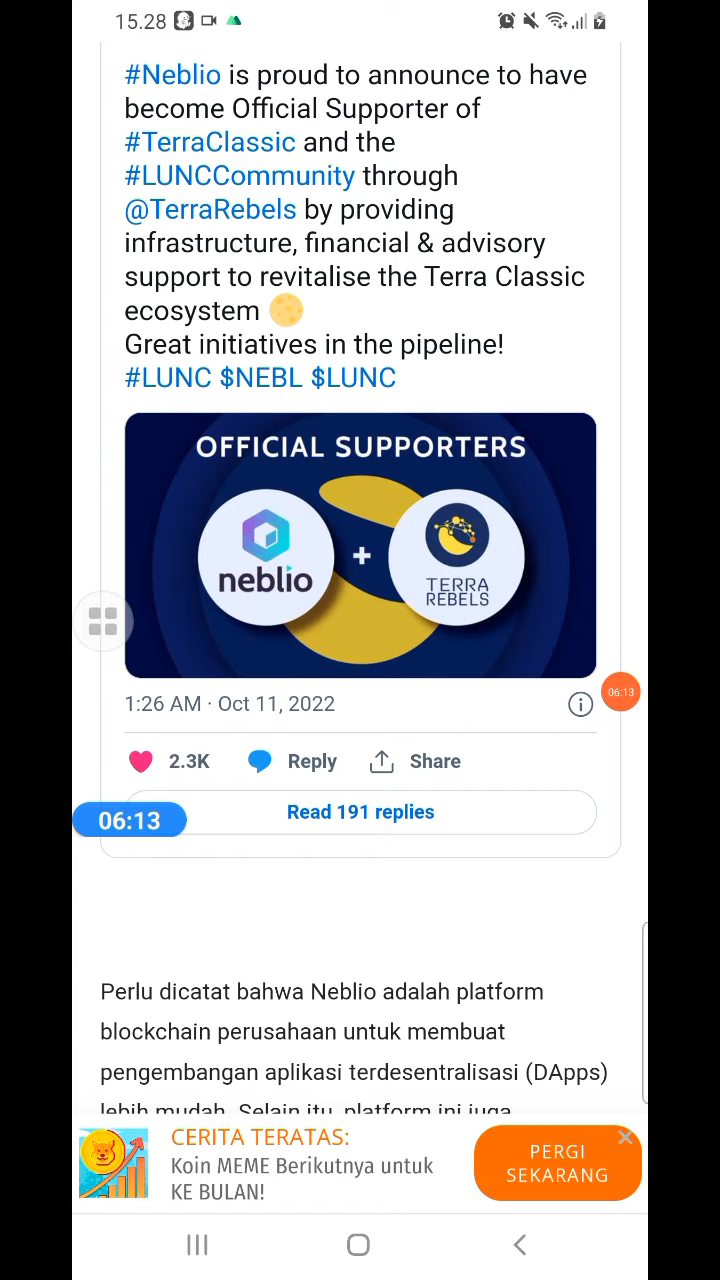 15.28
#Neblio is proud to announce to have
become Official Supporter of
#TerraClassic and the
#LUNCCommunity through
@TerraRebels by providing
infrastructure, financial & advisory
support to revitalise the Terra Classic
ecosystem 🌕
Great initiatives in the pipeline!
#LUNC $NEBL $LUNC
OFFICIAL SUPPORTERS
neblio
+
TERRA
REBELS
1:26 AM · Oct 11, 2022
06:13
2.3K Reply Share
Read 191 replies
06:13
Perlu dicatat bahwa Neblio adalah platform
blockchain perusahaan untuk membuat
pengembangan aplikasi terdesentralisasi (DApps)
lebih mudah. Selain itu, platform ini juga
CERITA TERATAS:
Koin MEME Berikutnya untuk
KE BULAN!
PERGI
SEKARANG